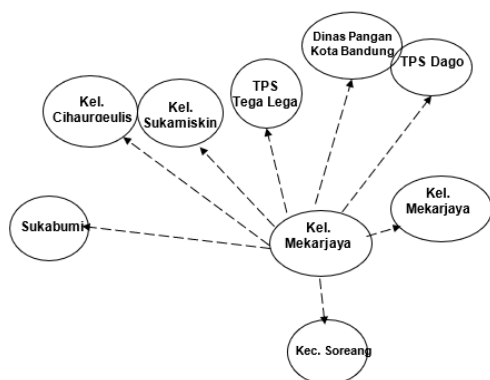 Dinas Pangan
Kota Bandung
TPS Dago
TPS
Tega Lega
Kel.
Cihaurgeulis
Kel.
Sukamiskin
Kel.
Mekarjaya
Sukabumi
Kel.
Mekarjaya
Kec. Soreang